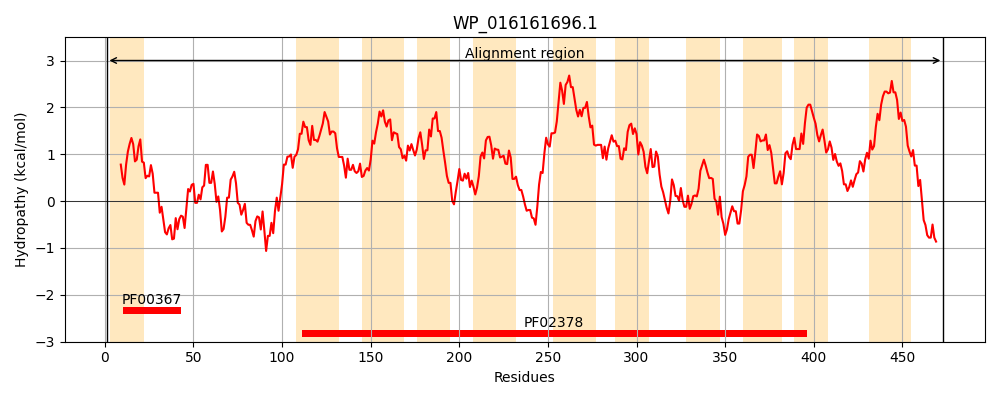 WP_016161696.1
Alignment region
Hydropathy (kcal/mol)
3
2
1
0
−1
−2
−3
PF00367
PF02378
0 50 100 150 200 250 300 350 400 450
Residues